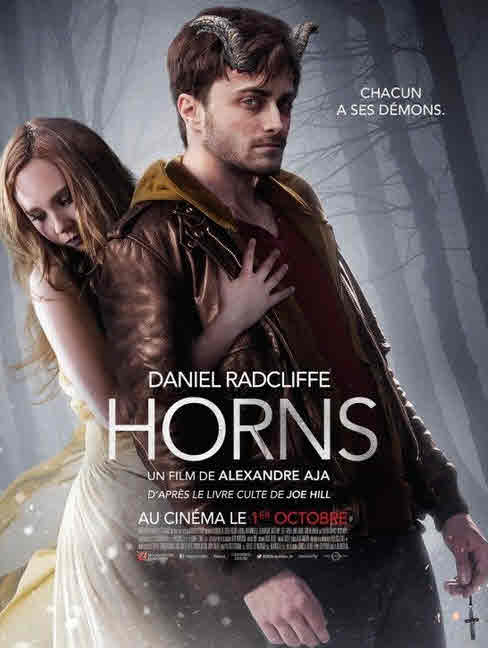 CHACUN
A SES DÉMONS.
DANIEL RADCLIFFE
HORNS
UN FILM DE ALEXANDRE AJA
D'APRÈS LE LIVRE CULTE DE JOE HILL
AU CINÉMA LE 1ER OCTOBRE